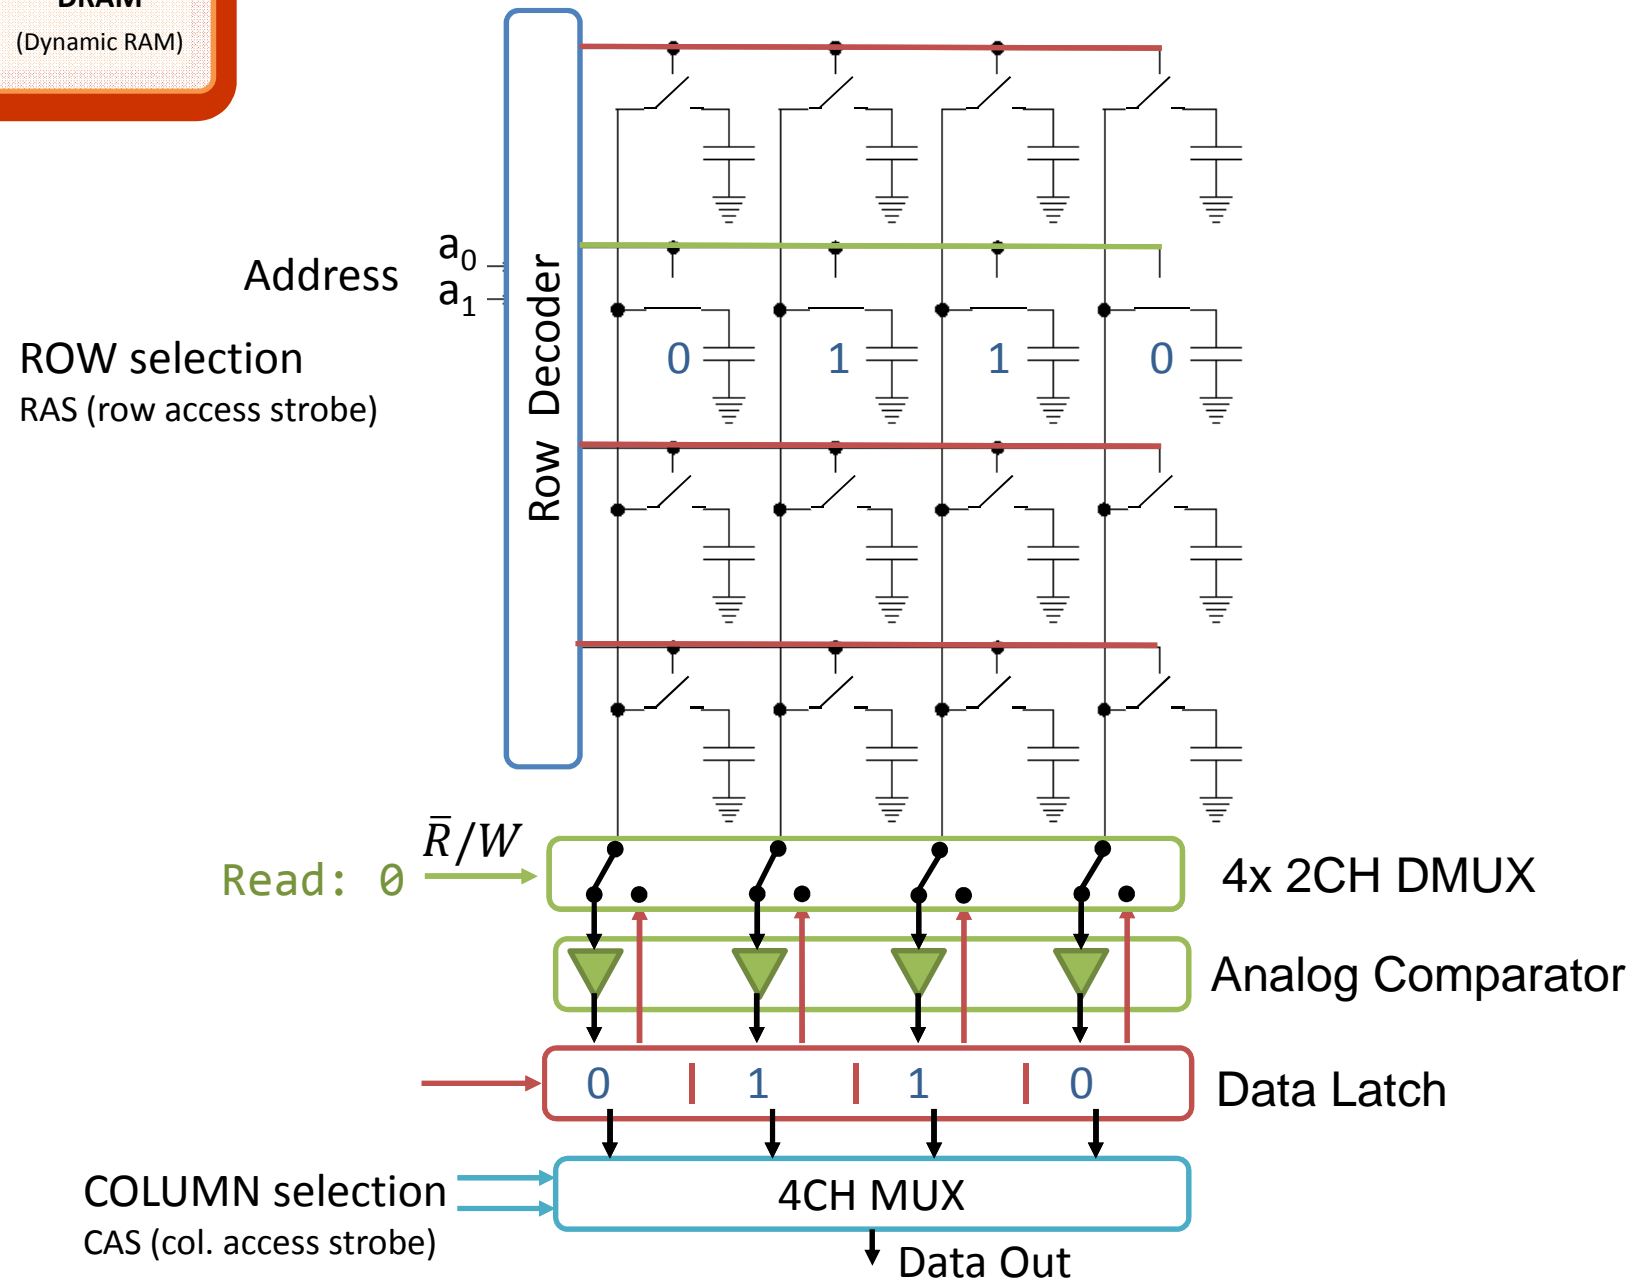 DRAM
(Dynamic RAM)
Address
a0
a1
ROW selection
RAS (row access strobe)
Row Decoder
0 1 1 0
R̄/W
Read: 0
4x 2CH DMUX
Analog Comparator
0 | 1 | 1 | 0
Data Latch
COLUMN selection
CAS (col. access strobe)
4CH MUX
Data Out